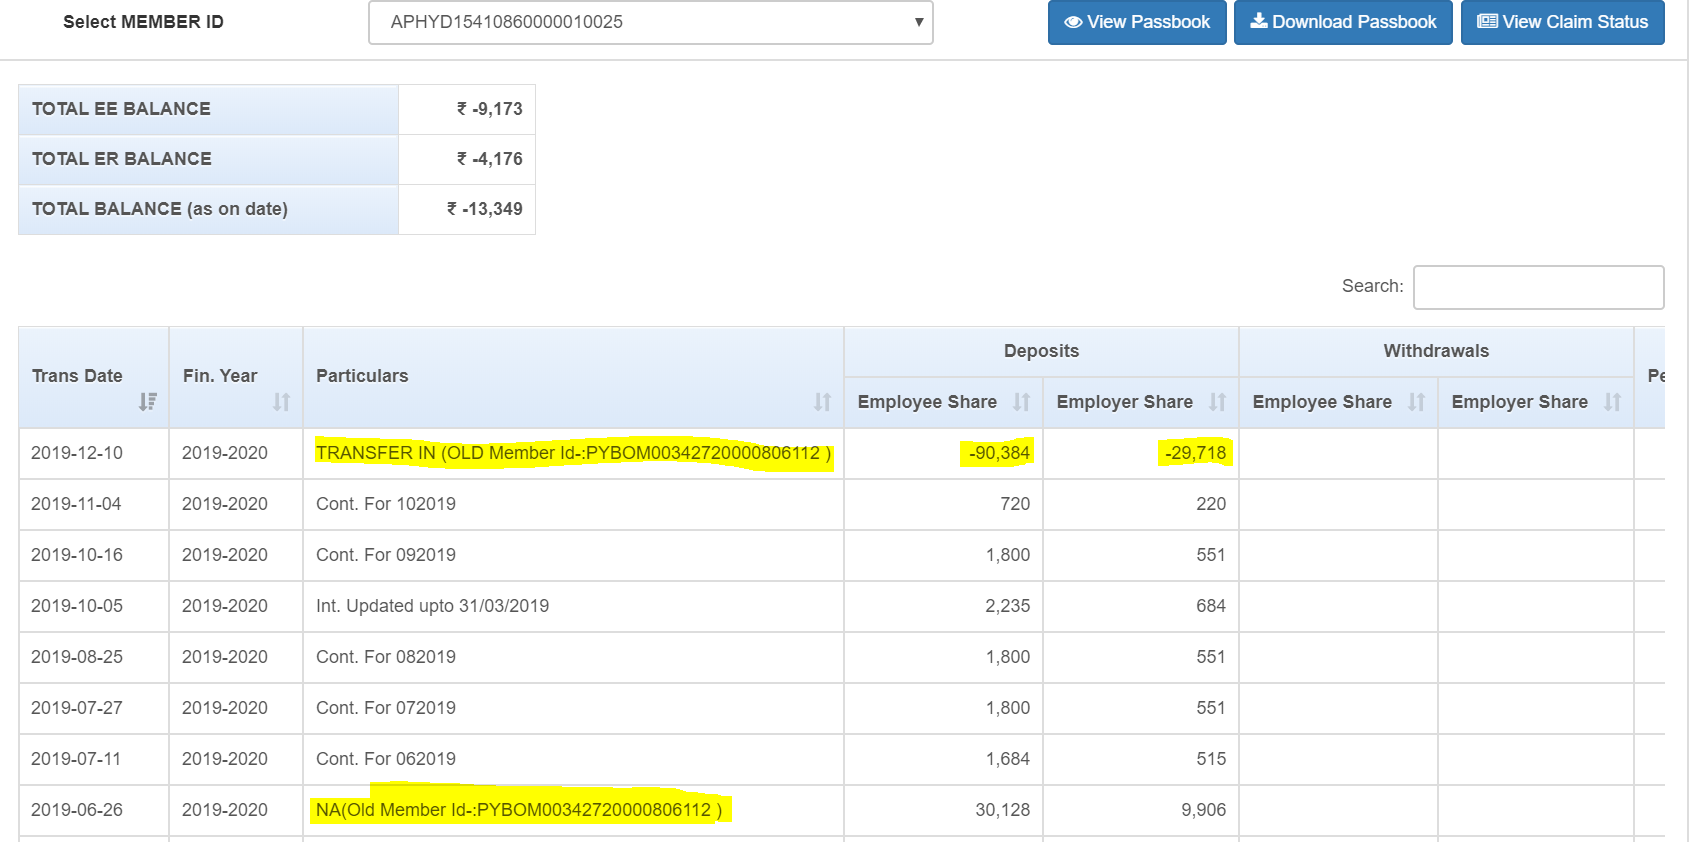 Select MEMBER ID APHYD15410860000010025 View Passbook Download Passbook View Claim Status
TOTAL EE BALANCE ₹ -9,173
TOTAL ER BALANCE ₹ -4,176
TOTAL BALANCE (as on date) ₹ -13,349
Search:
Deposits Withdrawals
Trans Date Fin. Year Particulars Pe
Employee Share Employer Share Employee Share Employer Share
2019-12-10 2019-2020 TRANSFER IN (OLD Member Id-:PYBOM00342720000806112 ) -90,384 -29,718
2019-11-04 2019-2020 Cont. For 102019 720 220
2019-10-16 2019-2020 Cont. For 092019 1,800 551
2019-10-05 2019-2020 Int. Updated upto 31/03/2019 2,235 684
2019-08-25 2019-2020 Cont. For 082019 1,800 551
2019-07-27 2019-2020 Cont. For 072019 1,800 551
2019-07-11 2019-2020 Cont. For 062019 1,684 515
2019-06-26 2019-2020 NA(Old Member Id-:PYBOM00342720000806112 ) 30,128 9,906